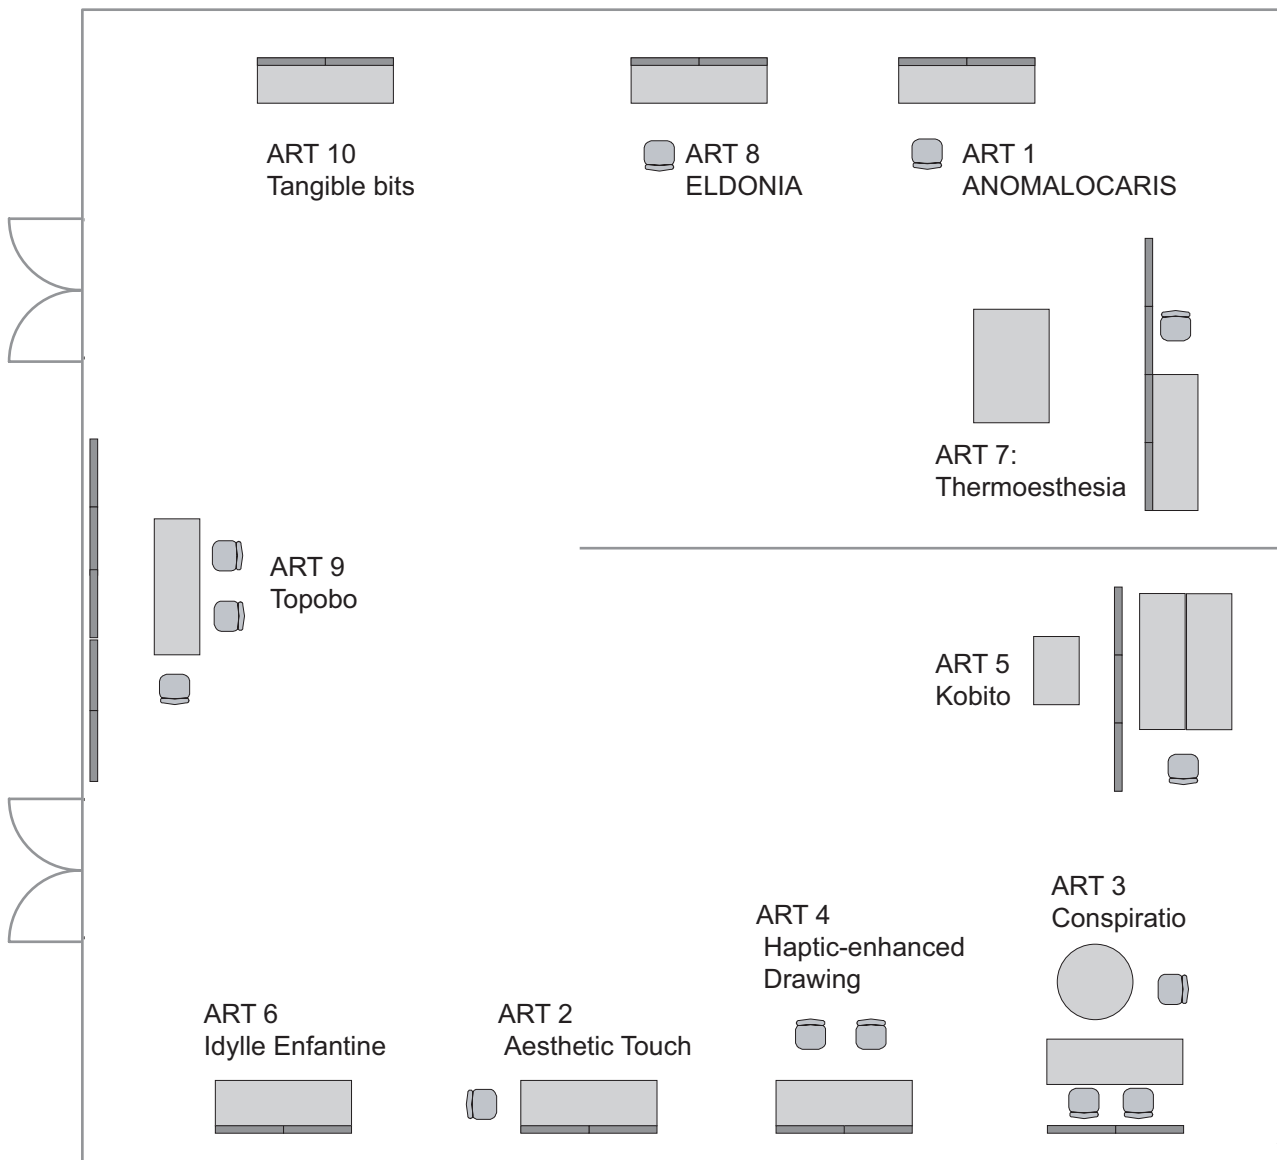 ART 10
Tangible bits
ART 8
ELDONIA
ART 1
ANOMALOCARIS
ART 7:
Thermoesthesia
ART 9
Topobo
ART 5
Kobito
ART 3
Conspiratio
ART 4
Haptic-enhanced
Drawing
ART 6
Idylle Enfantine
ART 2
Aesthetic Touch